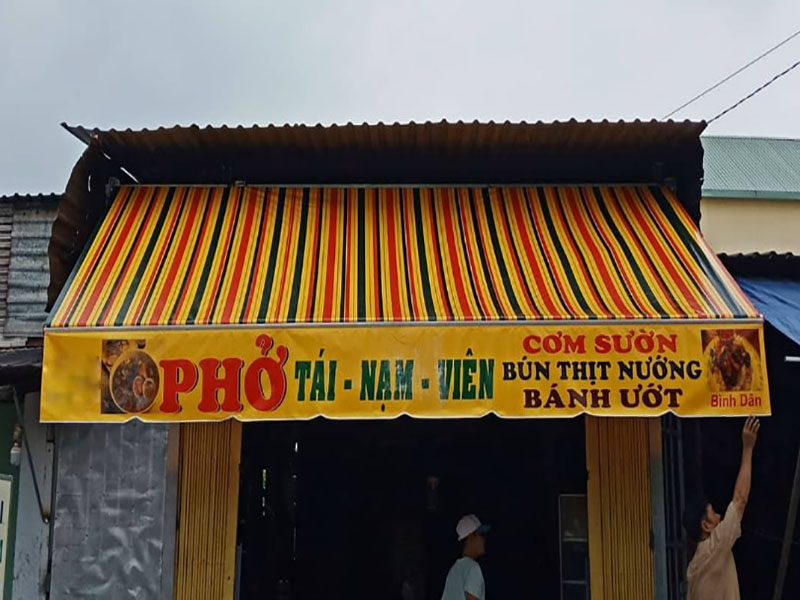 PHỞ TÁI - NẠM - VIÊN
CƠM SƯỜN
BÚN THỊT NƯỚNG
BÁNH ƯỚT
Bình Dân